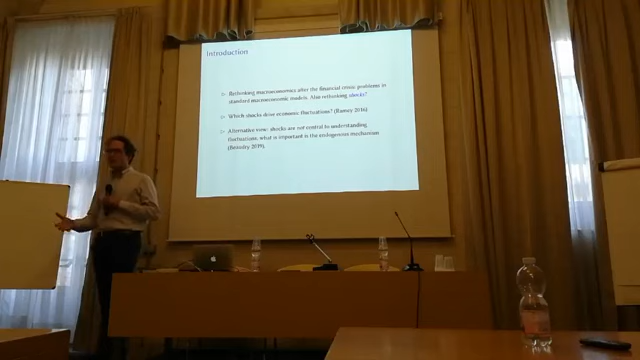 Introduction
Rethinking macroeconomics after the financial crisis: problems in
standard macroeconomic models. Also rethinking shocks?
Which shocks drive economic fluctuations? (Ramey 2016)
Alternative view: shocks are not central to understanding
fluctuations, what is important is the endogenous mechanism
(Beaudry 2019).